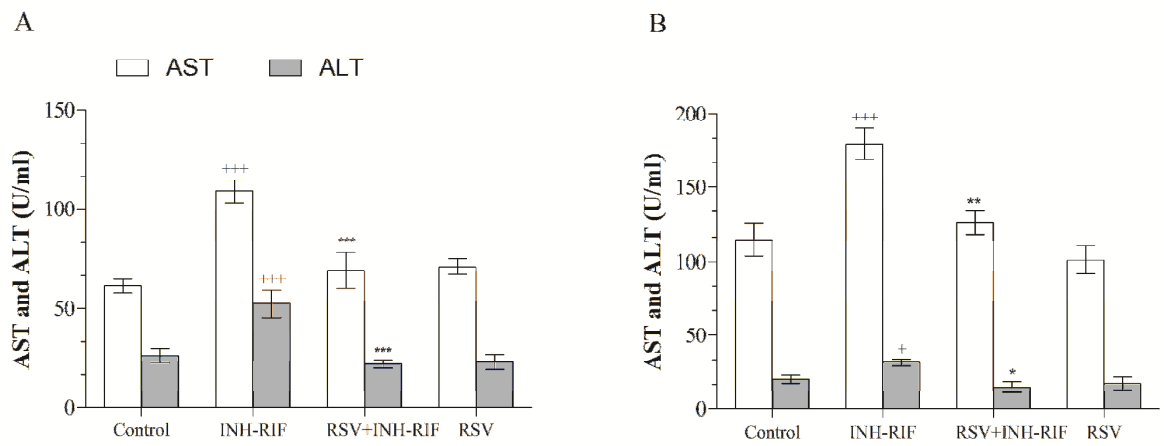 A
B
AST ALT
AST and ALT (U/ml)
150
100
50
0
+++
+++
***
***
Control INH-RIF RSV+INH-RIF RSV
AST and ALT (U/ml)
200
150
100
50
0
+++
+
**
*
Control INH-RIF RSV+INH-RIF RSV